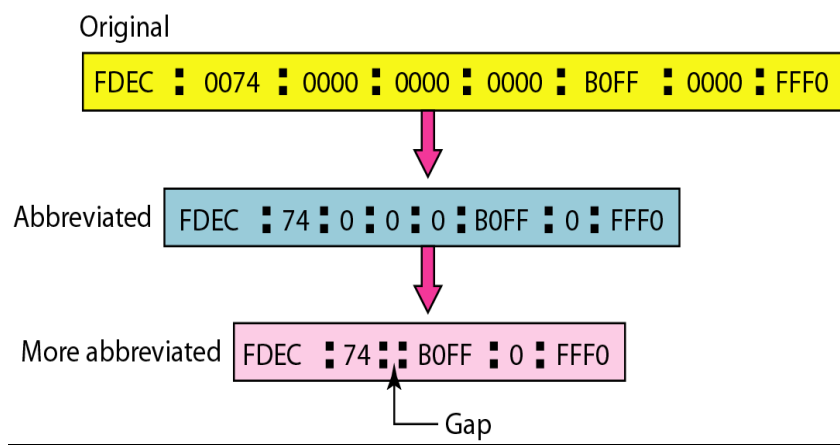 Original
FDEC : 0074 : 0000 : 0000 : 0000 : B0FF : 0000 : FFF0
Abbreviated FDEC : 74 : 0 : 0 : 0 : B0FF : 0 : FFF0
More abbreviated FDEC : 74 : : B0FF : 0 : FFF0
Gap